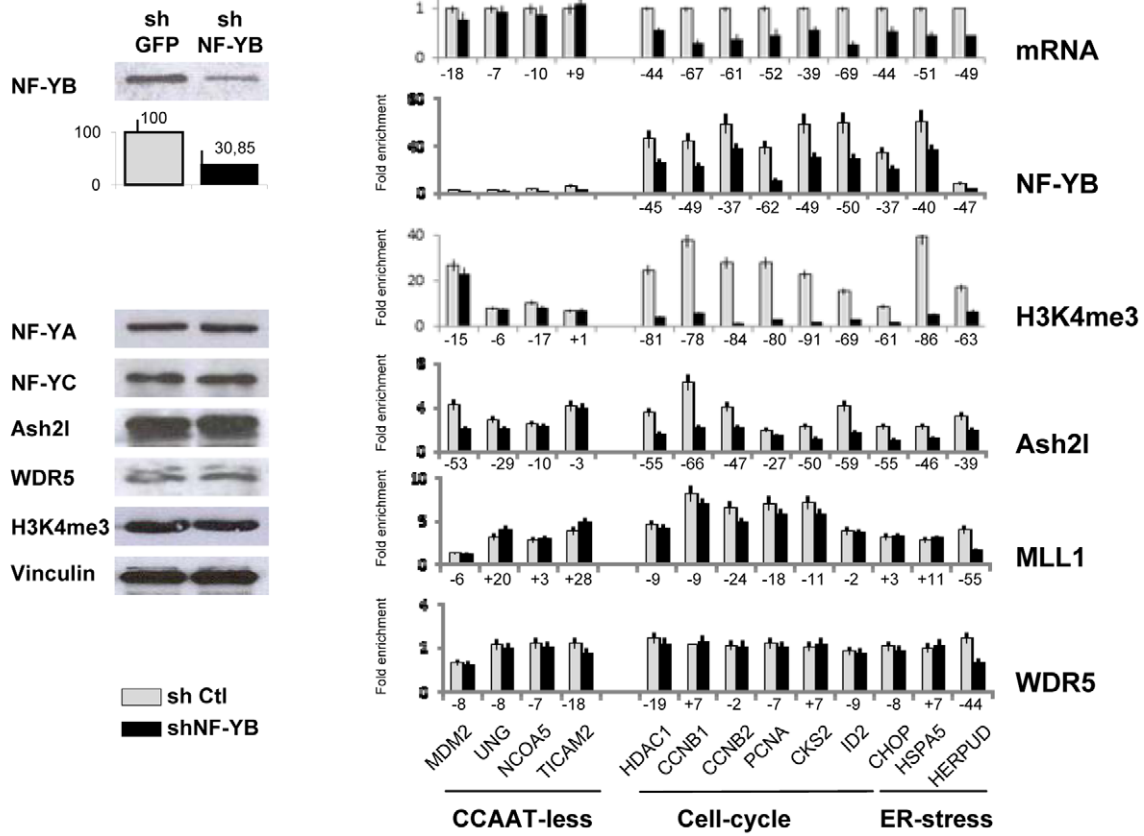 sh GFP
sh NF-YB
NF-YB
100
0
100
30,85
NF-YA
NF-YC
Ash2l
WDR5
H3K4me3
Vinculin
sh Ctl
shNF-YB
1
0
-18 -7 -10 +9 -44 -67 -61 -52 -39 -69 -44 -51 -49
mRNA
Fold enrichment
-45 -49 -37 -62 -49 -50 -37 -40 -47
NF-YB
Fold enrichment
40
20
0
-15 -6 -17 +1 -81 -78 -84 -80 -91 -69 -61 -86 -63
H3K4me3
Fold enrichment
4
-53 -29 -10 -3 -55 -66 -47 -27 -50 -59 -55 -46 -39
Ash2l
Fold enrichment
10
-6 +20 +3 +28 -9 -9 -24 -18 -11 -2 +3 +11 -55
MLL1
Fold enrichment
-8 -8 -7 -18 -19 +7 -2 -7 +7 -9 -8 +7 -44
WDR5
MDM2 UNG NCOA5 TICAM2 HDAC1 CCNB1 CCNB2 PCNA CKS2 ID2 CHOP HSPA5 HERPUD
CCAAT-less Cell-cycle ER-stress